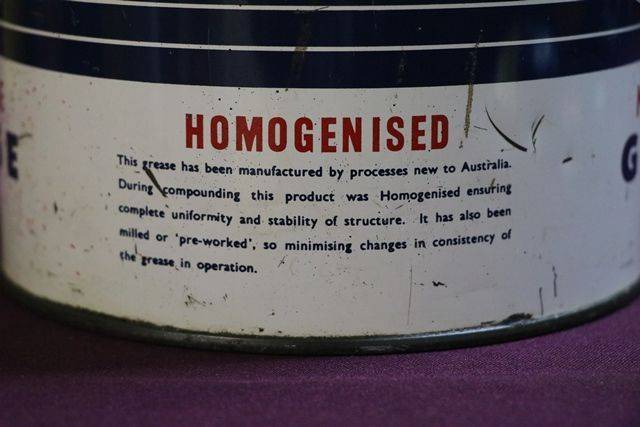 HOMOGENISED
This grease has been manufactured by processes new to Australia.
During compounding this product was Homogenised ensuring
complete uniformity and stability of structure. It has also been
milled or 'pre-worked', so minimising changes in consistency of
the grease in operation.